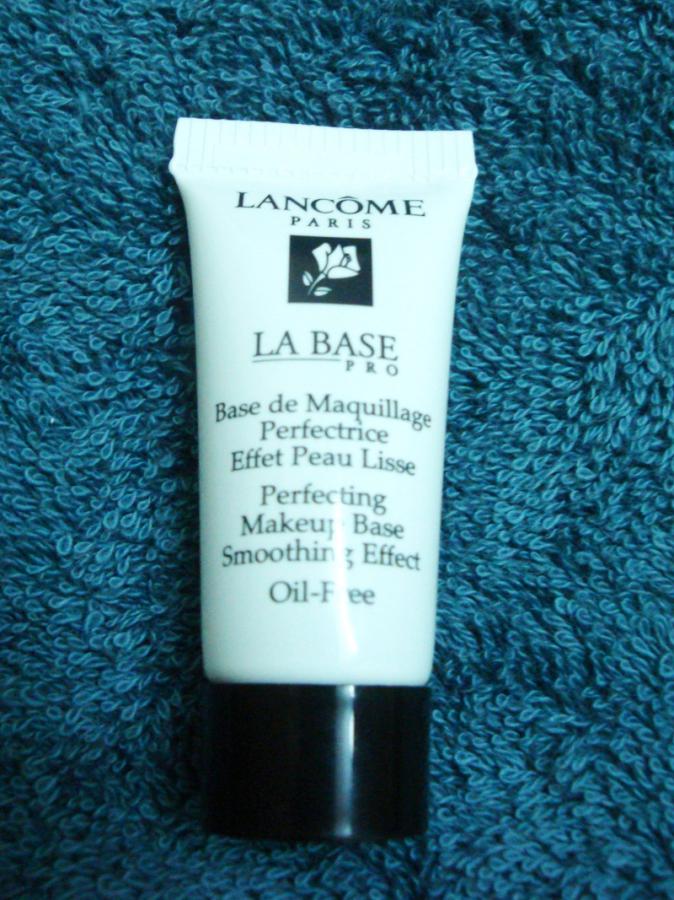 LANCÔME
PARIS
LA BASE
PRO
Base de Maquillage
Perfectrice
Effet Peau Lisse
Perfecting
Makeup Base
Smoothing Effect
Oil-Free